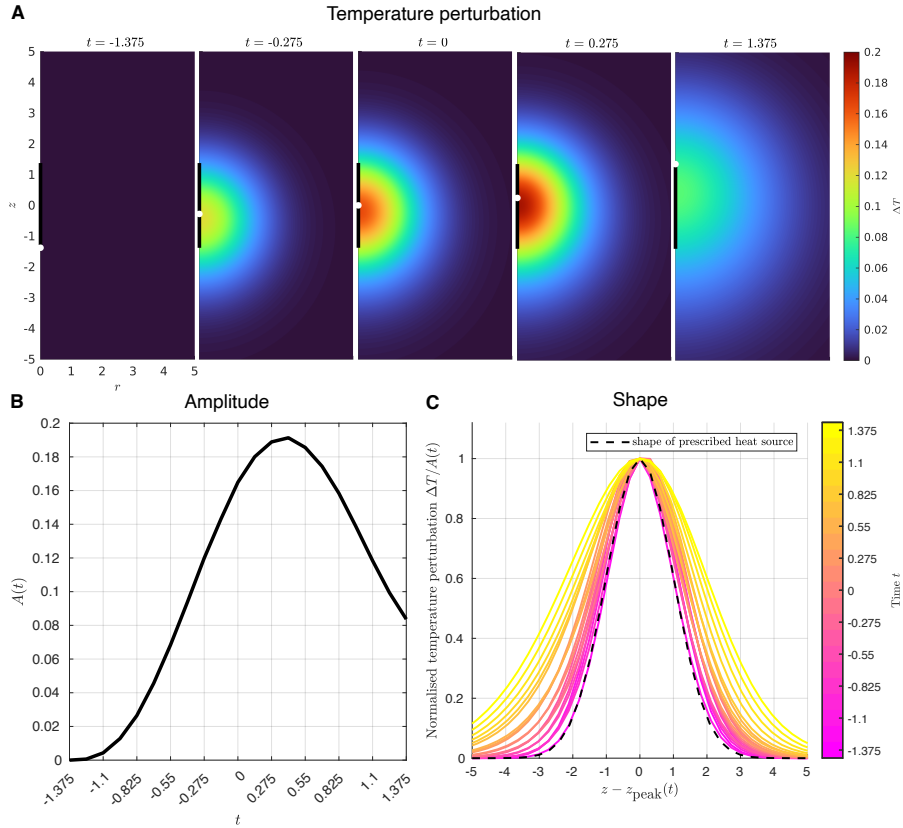 A
Temperature perturbation
t = -1.375
t = -0.275
t = 0
t = 0.275
t = 1.375
5
4
3
2
1
0
-1
-2
-3
-4
-5
z
0 1 2 3 4 5
r
0.2
0.18
0.16
0.14
0.12
0.1
0.08
0.06
0.04
0.02
0
ΔT
B
Amplitude
0.2
0.18
0.16
0.14
0.12
0.1
0.08
0.06
0.04
0.02
0
A(t)
-1.375 -1.1 -0.825 -0.55 -0.275 0 0.275 0.55 0.825 1.1 1.375
t
C
Shape
shape of prescribed heat source
1
0.8
0.6
0.4
0.2
0
Normalised temperature perturbation ΔT/A(t)
-5 -4 -3 -2 -1 0 1 2 3 4 5
z − zpeak(t)
1.375
1.1
0.825
0.55
0.275
0
-0.275
-0.55
-0.825
-1.1
-1.375
Time t